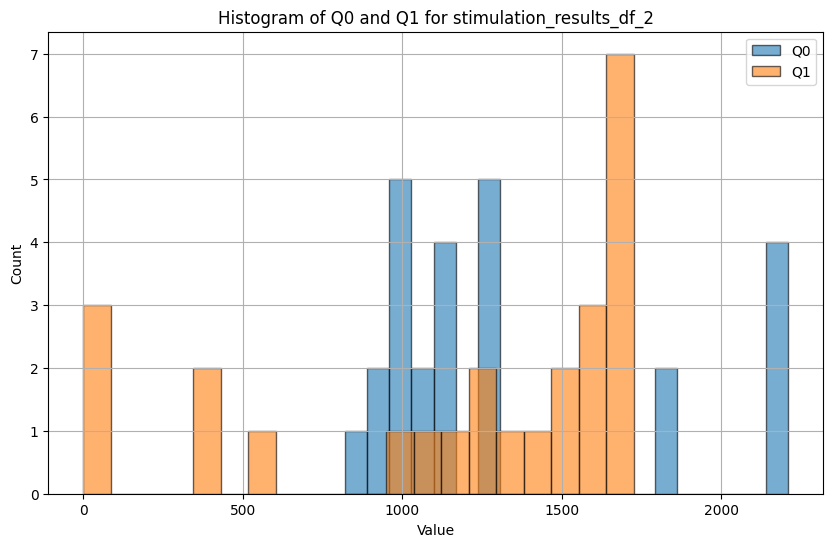 Histogram of Q0 and Q1 for stimulation_results_df_2
Q0
Q1
Count
7
6
5
4
3
2
1
0
0 500 1000 1500 2000
Value